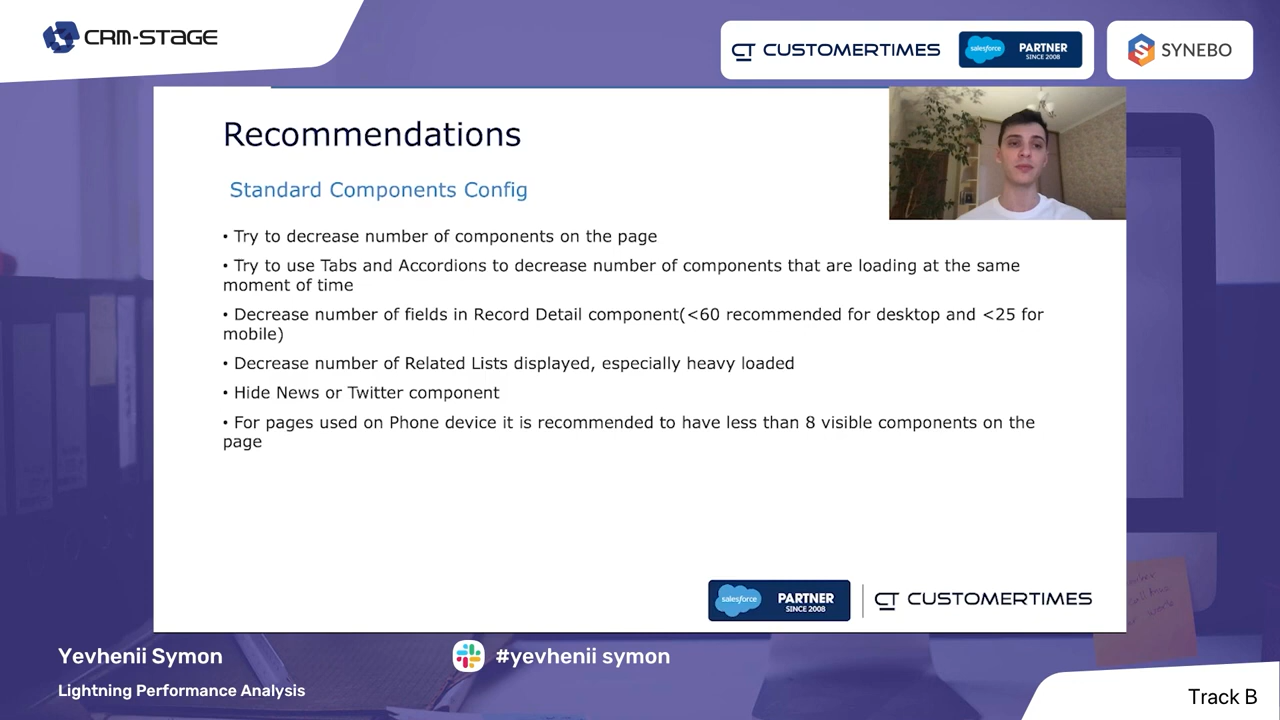 CRM-STAGE
CUSTOMERTIMES
salesforce
PARTNER
SINCE 2008
SYNEBO
Recommendations
Standard Components Config
• Try to decrease number of components on the page
• Try to use Tabs and Accordions to decrease number of components that are loading at the same
moment of time
• Decrease number of fields in Record Detail component(<60 recommended for desktop and <25 for
mobile)
• Decrease number of Related Lists displayed, especially heavy loaded
• Hide News or Twitter component
• For pages used on Phone device it is recommended to have less than 8 visible components on the
page
salesforce
PARTNER
SINCE 2008
CUSTOMERTIMES
Yevhenii Symon
#yevhenii symon
Lightning Performance Analysis
Track B